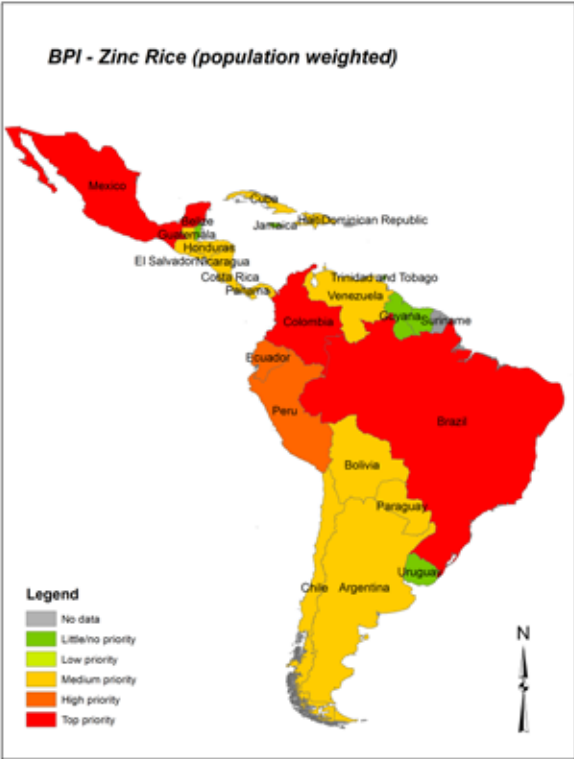 BPI - Zinc Rice (population weighted)
Mexico
Cuba
Jamaica
Haiti
Dominican Republic
Belize
Guatemala
Honduras
El Salvador
Nicaragua
Costa Rica
Panama
Trinidad and Tobago
Venezuela
Guyana
Suriname
Colombia
Ecuador
Peru
Brazil
Bolivia
Paraguay
Uruguay
Chile
Argentina
Legend
No data
Little/no priority
Low priority
Medium priority
High priority
Top priority
N